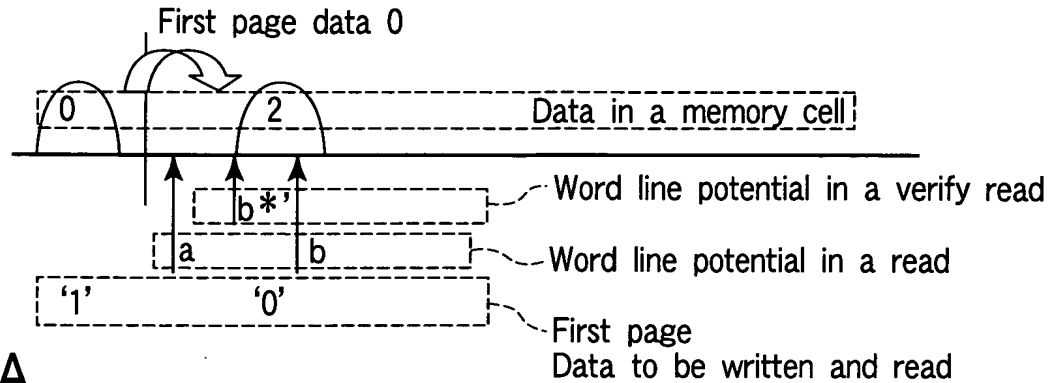 First page data 0
0 2 Data in a memory cell
b*' Word line potential in a verify read
a b Word line potential in a read
'1' '0'
First page
Data to be written and read